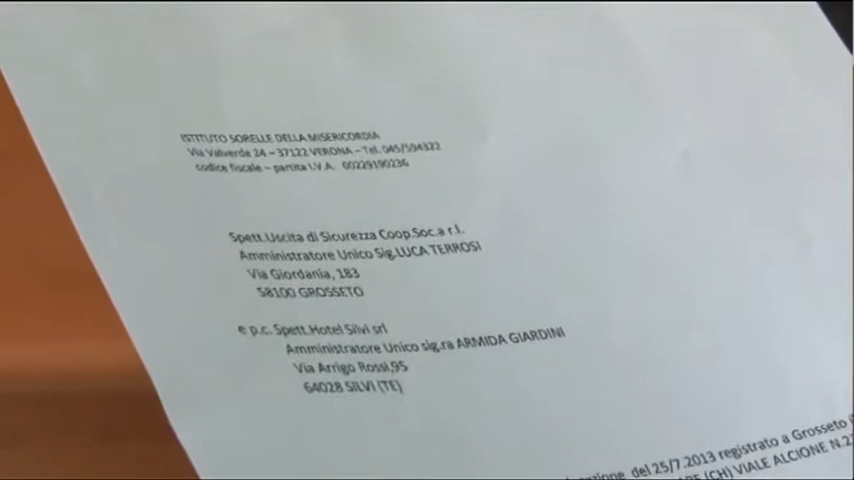 ISTITUTO SORELLE DELLA MISERICORDIA
Via Valverde 24 – 37122 VERONA – Tel. 045/594322
codice fiscale – partita I.V.A. 00229190236
Spett.Uscita di Sicurezza Coop.Soc.a r.l.
Amministratore Unico Sig.LUCA TERROSI
Via Giordania, 183
58100 GROSSETO
e p.c. Spett.Hotel Silvi srl
Amministratore Unico sig.ra ARMIDA GIARDINI
Via Arrigo Rossi,95
64028 SILVI (TE)
del 25/7.2013 registrato a Grosseto
(CH) VIALE ALCIONE